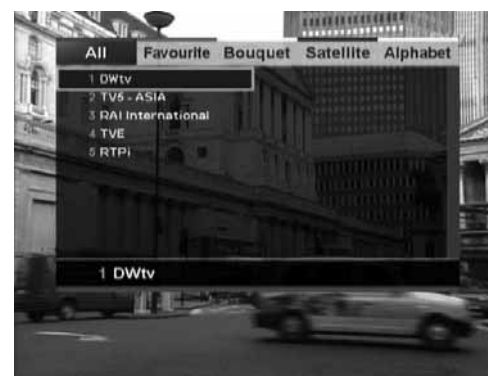 All Favourite Bouquet Satellite Alphabet
1 DWtv
2 TV5 - ASIA
3 RAI International
4 TVE
5 RTPi
1 DWtv